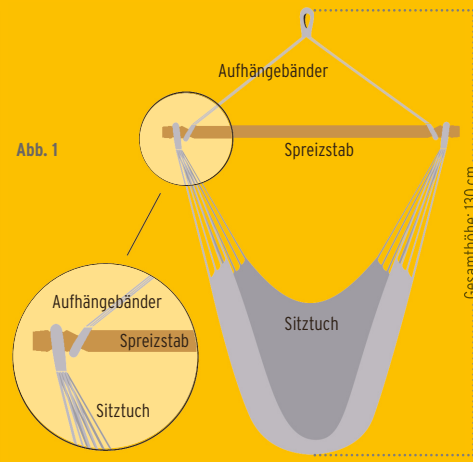 Aufhängebänder
Abb. 1
Spreizstab
Gesamthöhe: 130 cm
Aufhängebänder
Spreizstab
Sitztuch
Sitztuch